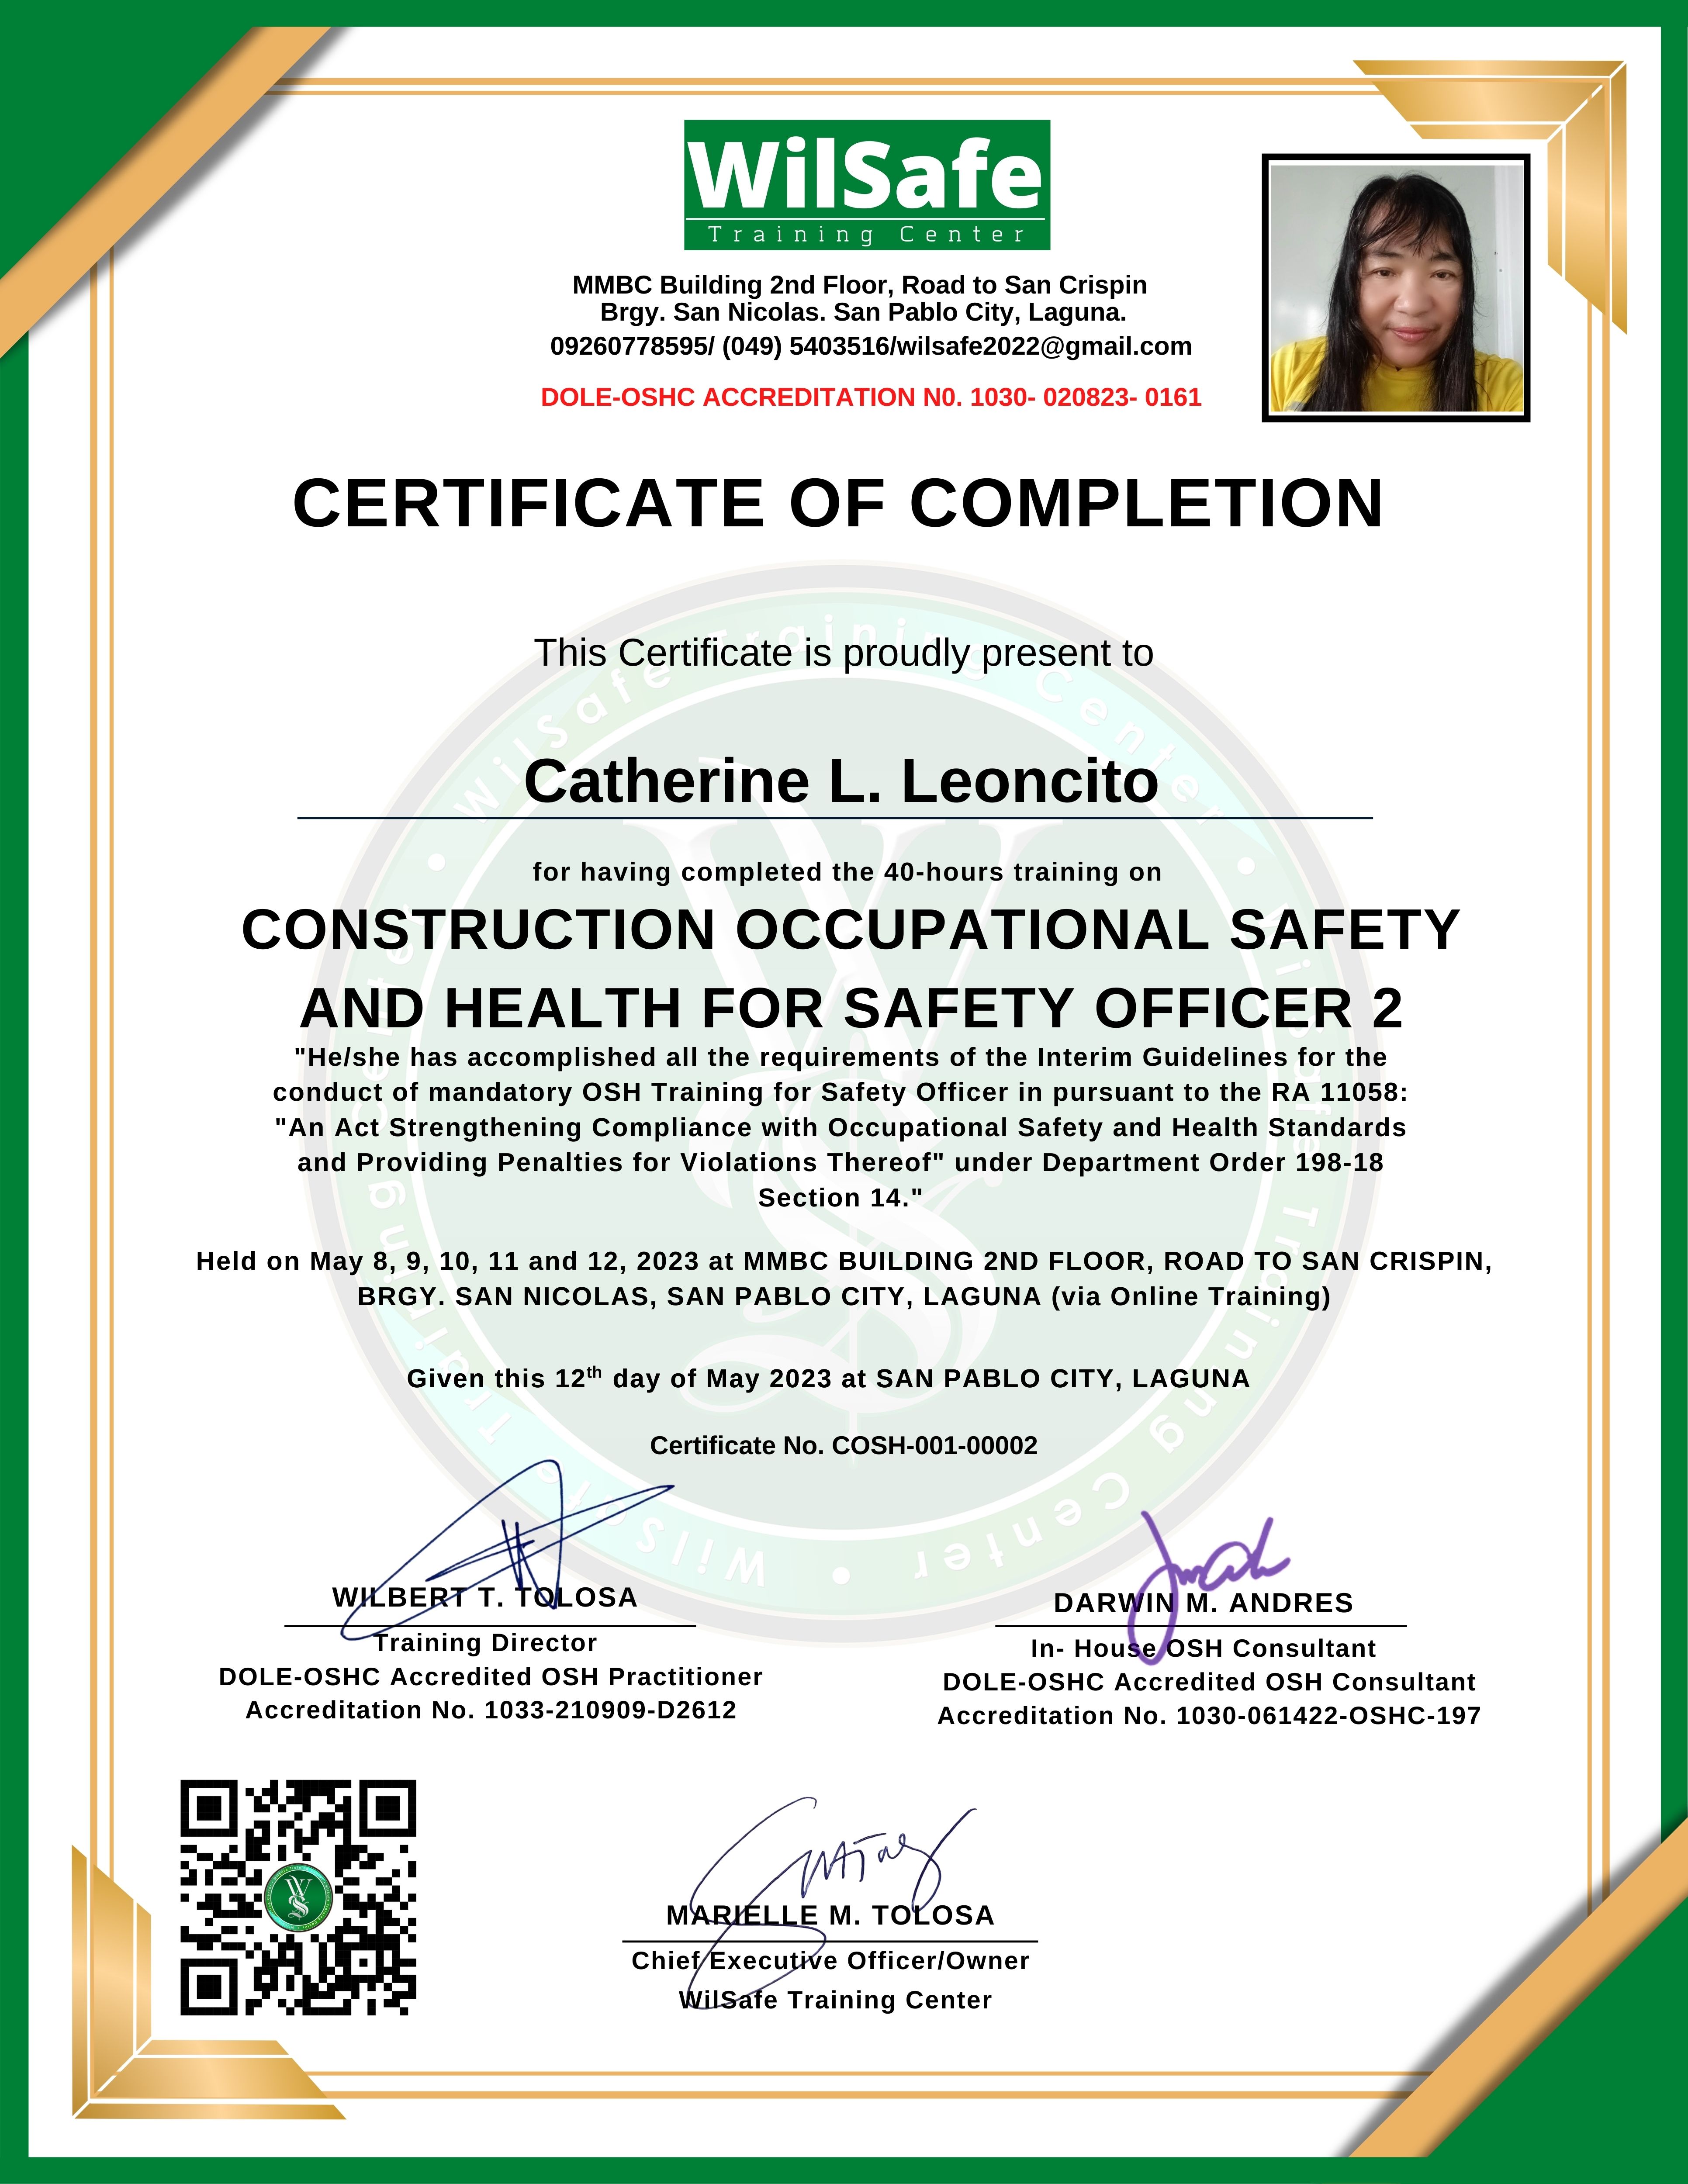 WilSafe
Training Center
MMBC Building 2nd Floor, Road to San Crispin
Brgy. San Nicolas. San Pablo City, Laguna.
09260778595/ (049) 5403516/wilsafe2022@gmail.com
DOLE-OSHC ACCREDITATION N0. 1030- 020823- 0161
CERTIFICATE OF COMPLETION
This Certificate is proudly present to
Catherine L. Leoncito
for having completed the 40-hours training on
CONSTRUCTION OCCUPATIONAL SAFETY
AND HEALTH FOR SAFETY OFFICER 2
"He/she has accomplished all the requirements of the Interim Guidelines for the
conduct of mandatory OSH Training for Safety Officer in pursuant to the RA 11058:
"An Act Strengthening Compliance with Occupational Safety and Health Standards
and Providing Penalties for Violations Thereof" under Department Order 198-18
Section 14."
Held on May 8, 9, 10, 11 and 12, 2023 at MMBC BUILDING 2ND FLOOR, ROAD TO SAN CRISPIN,
BRGY. SAN NICOLAS, SAN PABLO CITY, LAGUNA (via Online Training)
Given this 12th day of May 2023 at SAN PABLO CITY, LAGUNA
Certificate No. COSH-001-00002
WilSafe Training Center • WilSafe Training Center • WilSafe Training Center •
WILBERT T. TOLOSA
Training Director
DOLE-OSHC Accredited OSH Practitioner
Accreditation No. 1033-210909-D2612
DARWIN M. ANDRES
In- House OSH Consultant
DOLE-OSHC Accredited OSH Consultant
Accreditation No. 1030-061422-OSHC-197
MARIELLE M. TOLOSA
Chief Executive Officer/Owner
WilSafe Training Center